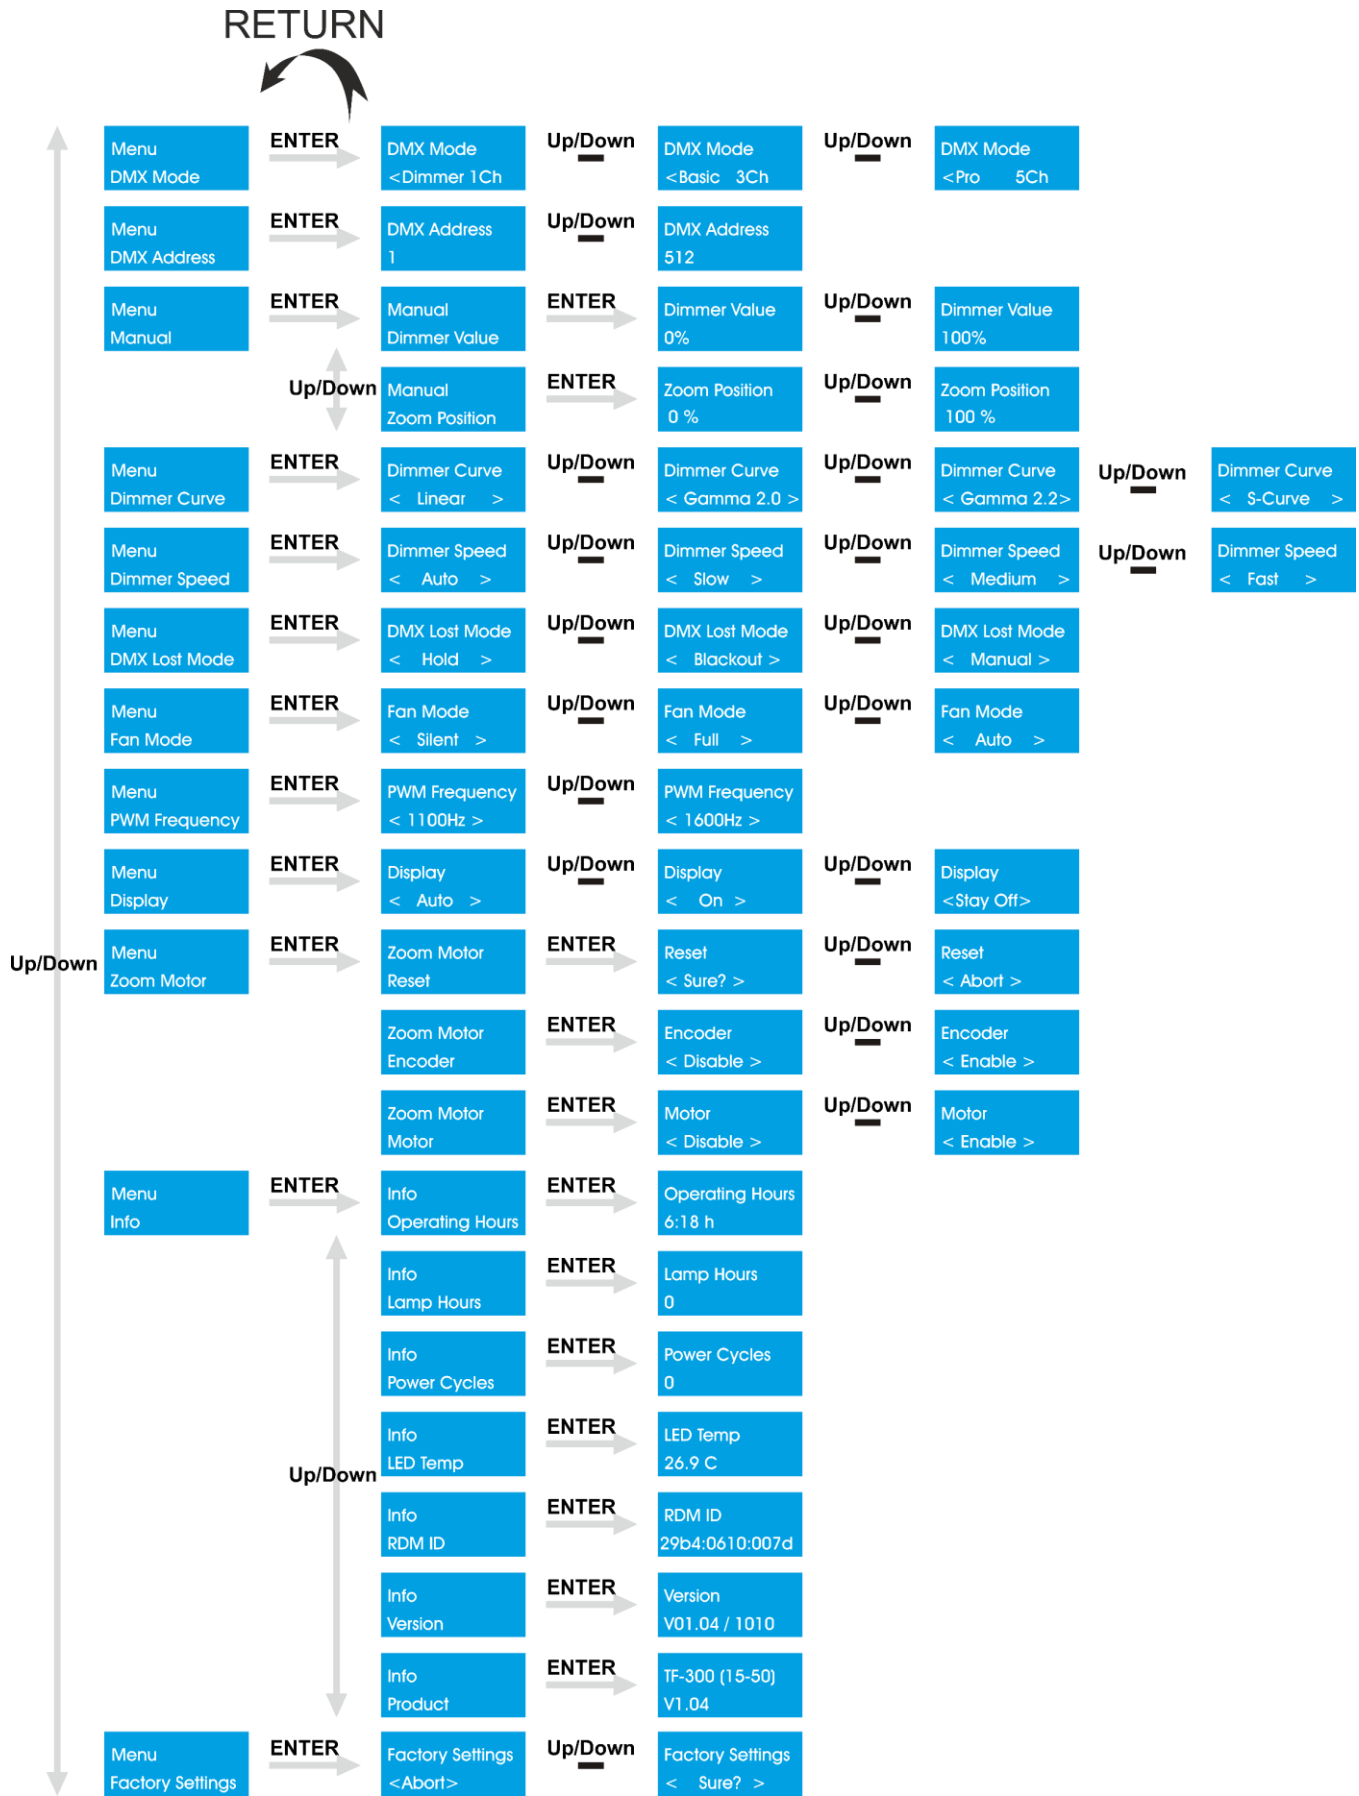 RETURN
Menu
DMX Mode
ENTER
DMX Mode
<Dimmer 1Ch
Up/Down
DMX Mode
<Basic 3Ch
Up/Down
DMX Mode
<Pro 5Ch
Menu
DMX Address
ENTER
DMX Address
1
Up/Down
DMX Address
512
Menu
Manual
ENTER
Manual
Dimmer Value
ENTER
Dimmer Value
0%
Up/Down
Dimmer Value
100%
Up/Down
Manual
Zoom Position
ENTER
Zoom Position
0 %
Up/Down
Zoom Position
100 %
Menu
Dimmer Curve
ENTER
Dimmer Curve
< Linear >
Up/Down
Dimmer Curve
< Gamma 2.0 >
Up/Down
Dimmer Curve
< Gamma 2.2>
Up/Down
Dimmer Curve
< S-Curve >
Menu
Dimmer Speed
ENTER
Dimmer Speed
< Auto >
Up/Down
Dimmer Speed
< Slow >
Up/Down
Dimmer Speed
< Medium >
Up/Down
Dimmer Speed
< Fast >
Menu
DMX Lost Mode
ENTER
DMX Lost Mode
< Hold >
Up/Down
DMX Lost Mode
< Blackout >
Up/Down
DMX Lost Mode
< Manual >
Menu
Fan Mode
ENTER
Fan Mode
< Silent >
Up/Down
Fan Mode
< Full >
Up/Down
Fan Mode
< Auto >
Menu
PWM Frequency
ENTER
PWM Frequency
< 1100Hz >
Up/Down
PWM Frequency
< 1600Hz >
Menu
Display
ENTER
Display
< Auto >
Up/Down
Display
< On >
Up/Down
Display
<Stay Off>
Up/Down
Menu
Zoom Motor
ENTER
Zoom Motor
Reset
ENTER
Reset
< Sure? >
Up/Down
Reset
< Abort >
Zoom Motor
Encoder
ENTER
Encoder
< Disable >
Up/Down
Encoder
< Enable >
Zoom Motor
Motor
ENTER
Motor
< Disable >
Up/Down
Motor
< Enable >
Menu
Info
ENTER
Info
Operating Hours
ENTER
Operating Hours
6:18 h
Info
Lamp Hours
ENTER
Lamp Hours
0
Info
Power Cycles
ENTER
Power Cycles
0
Up/Down
Info
LED Temp
ENTER
LED Temp
26.9 C
Info
RDM ID
ENTER
RDM ID
29b4:0610:007d
Info
Version
ENTER
Version
V01.04 / 1010
Info
Product
ENTER
TF-300 (15-50)
V1.04
Menu
Factory Settings
ENTER
Factory Settings
<Abort>
Up/Down
Factory Settings
< Sure? >